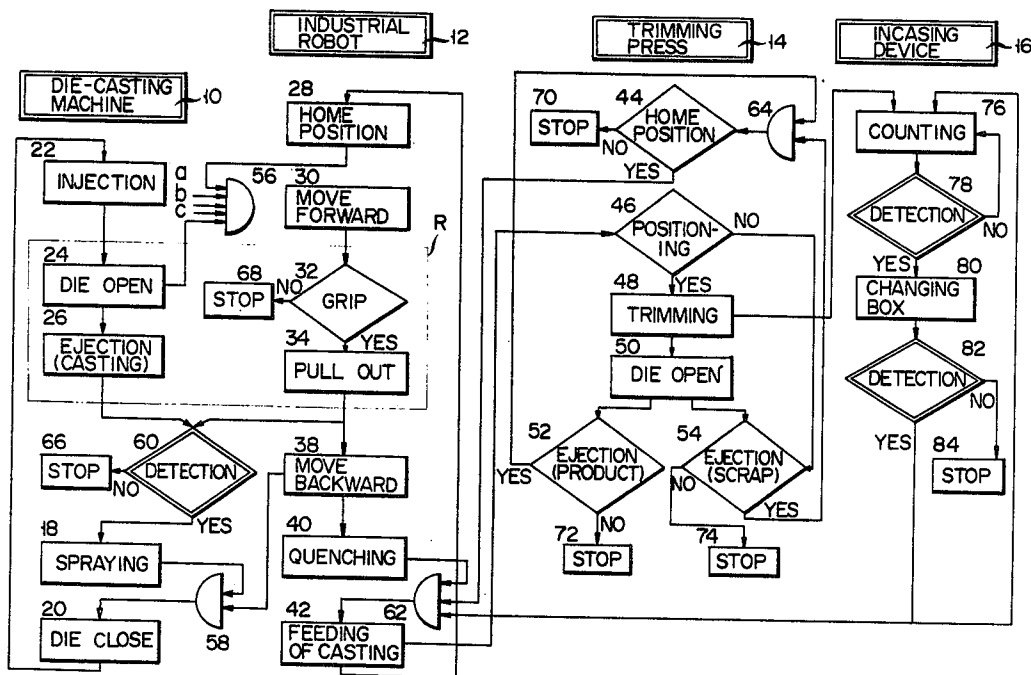 INDUSTRIAL
ROBOT
12
TRIMMING
PRESS
14
INCASING
DEVICE
16
DIE-CASTING
MACHINE
10
28
HOME
POSITION
22
INJECTION
a
b
c
56
30
MOVE
FORWARD
R
24
DIE OPEN
68
STOP
NO
32
GRIP
YES
26
EJECTION
(CASTING)
34
PULL OUT
66
STOP
60
DETECTION
NO
YES
38
MOVE
BACKWARD
18
SPRAYING
40
QUENCHING
20
DIE CLOSE
58
42
FEEDING
OF CASTING
62
70
STOP
44
HOME
POSITION
NO
YES
64
46
POSITION-
ING
NO
YES
48
TRIMMING
50
DIE OPEN
52
EJECTION
(PRODUCT)
YES
NO
54
EJECTION
(SCRAP)
NO
YES
72
STOP
74
STOP
76
COUNTING
78
DETECTION
NO
YES
80
CHANGING
BOX
82
DETECTION
NO
YES
84
STOP